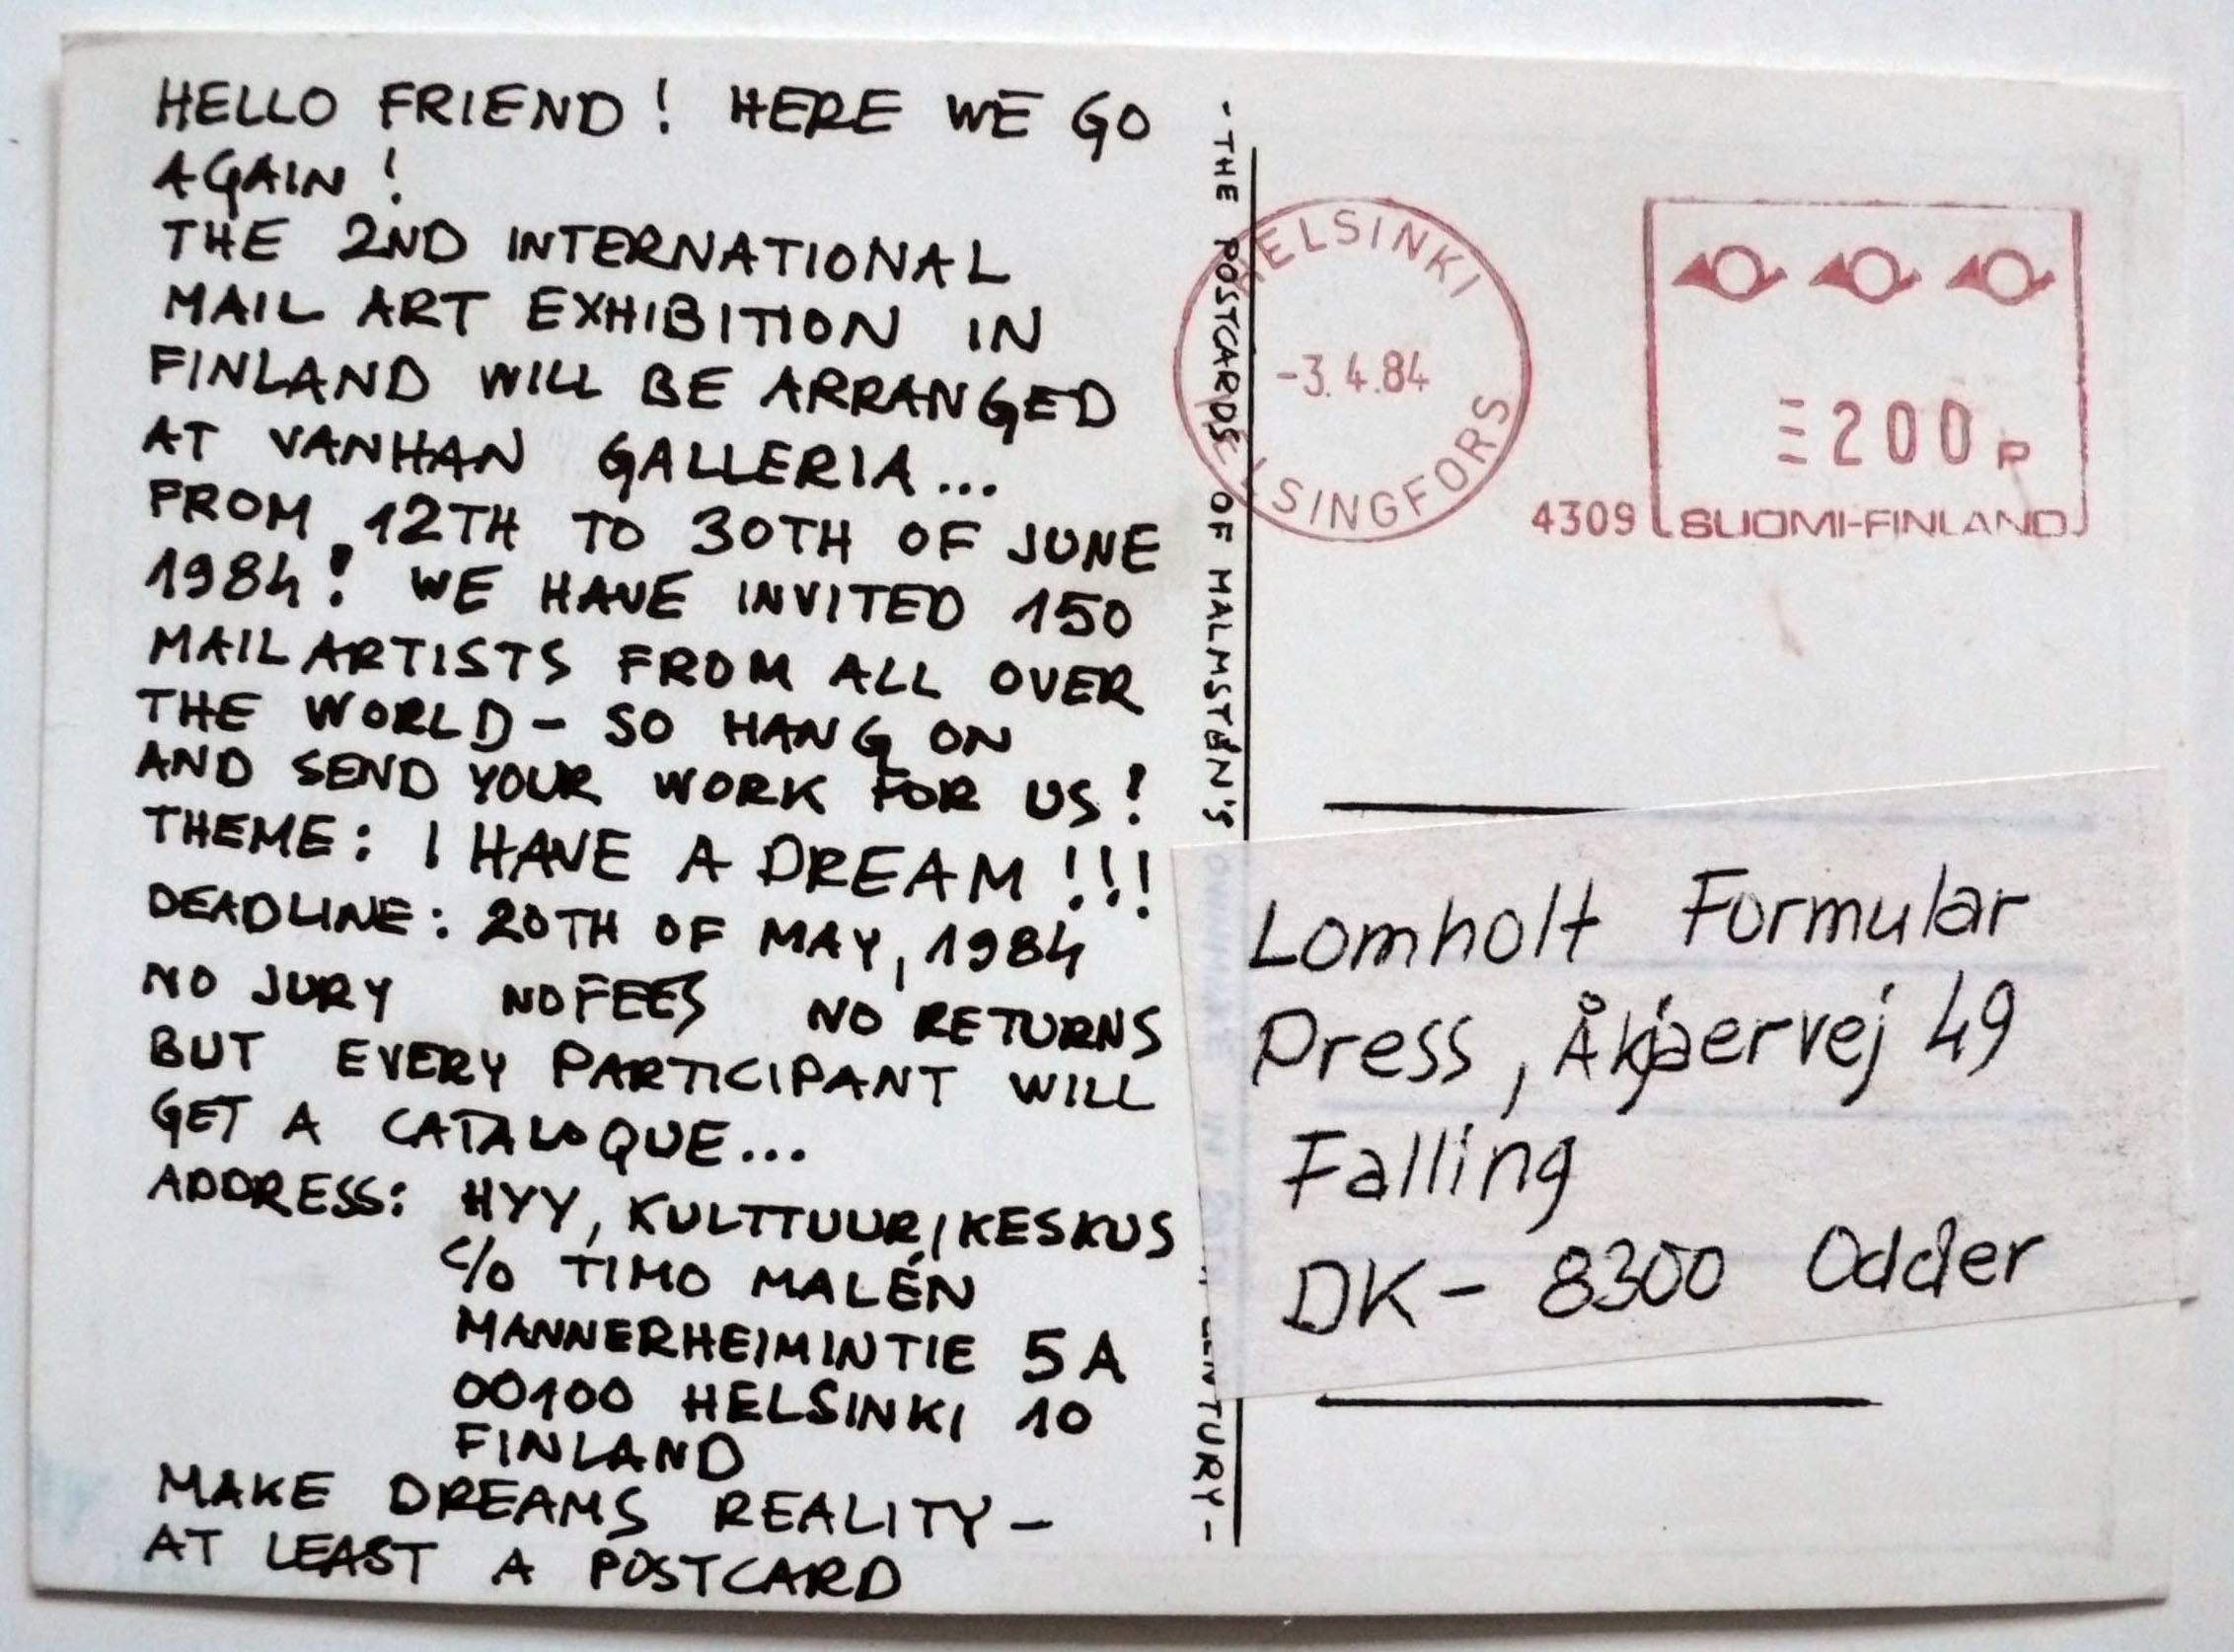 HELLO FRIEND! HERE WE GO
AGAIN!
THE 2ND INTERNATIONAL
MAIL ART EXHIBITION IN
FINLAND WILL BE ARRANGED
AT VANHAN GALLERIA...
FROM 12TH TO 30TH OF JUNE
1984! WE HAVE INVITED 150
MAILARTISTS FROM ALL OVER
THE WORLD - SO HANG ON
AND SEND YOUR WORK FOR US!
THEME: I HAVE A DREAM!!!
DEADLINE: 20TH OF MAY, 1984
NO JURY NO FEES NO RETURNS
BUT EVERY PARTICIPANT WILL
GET A CATALOQUE...
ADDRESS: HYY, KULTTUURIKESKUS
c/o TIMO MALÉN
MANNERHEIMINTIE 5 A
00100 HELSINKI 10
FINLAND
MAKE DREAMS REALITY -
AT LEAST A POSTCARD
- THE POSTCARDS OF MALMSTÉN'S
CENTURY -
HELSINKI
-3.4.84
HELSINGFORS
200 P
4309
SUOMI-FINLAND
Lomholt Formular
Press, Åkjaervej 49
Falling
DK- 8300 Odder